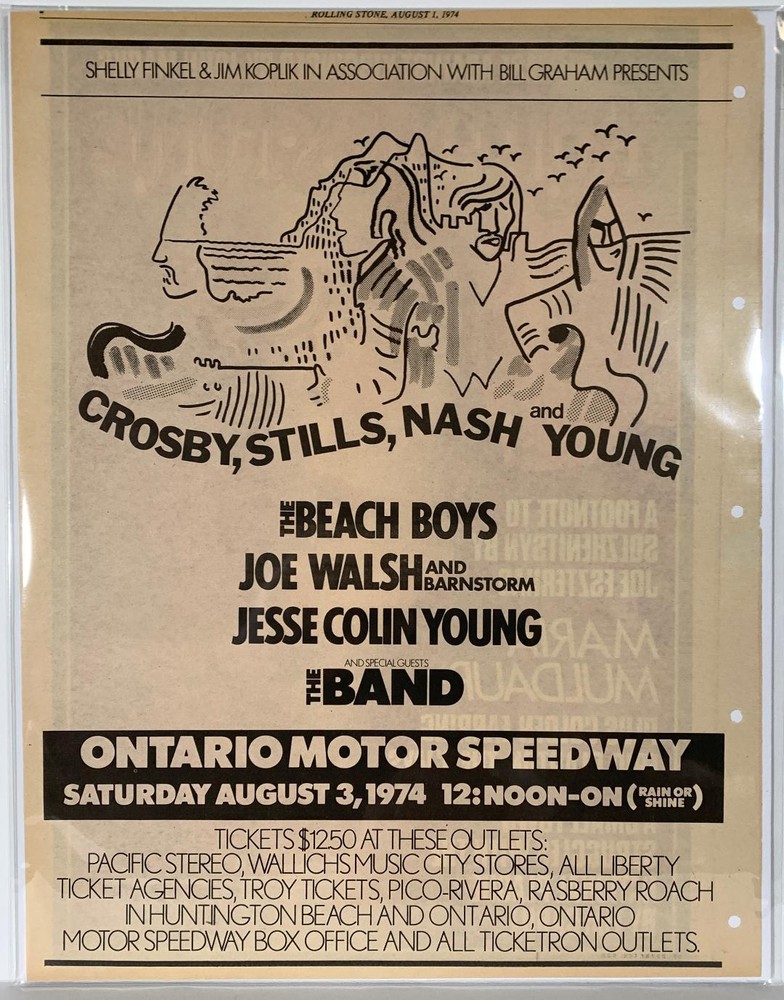 ROLLING STONE, AUGUST 1, 1974
SHELLY FINKEL & JIM KOPLIK IN ASSOCIATION WITH BILL GRAHAM PRESENTS
CROSBY, STILLS, NASH and YOUNG
THE BEACH BOYS
JOE WALSH AND BARNSTORM
JESSE COLIN YOUNG
AND SPECIAL GUESTS
THE BAND
ONTARIO MOTOR SPEEDWAY
SATURDAY AUGUST 3, 1974 12:NOON-ON (RAIN OR SHINE)
TICKETS $12.50 AT THESE OUTLETS:
PACIFIC STEREO, WALLICHS MUSIC CITY STORES, ALL LIBERTY
TICKET AGENCIES, TROY TICKETS, PICO-RIVERA, RASBERRY ROACH
IN HUNTINGTON BEACH AND ONTARIO, ONTARIO
MOTOR SPEEDWAY BOX OFFICE AND ALL TICKETRON OUTLETS.